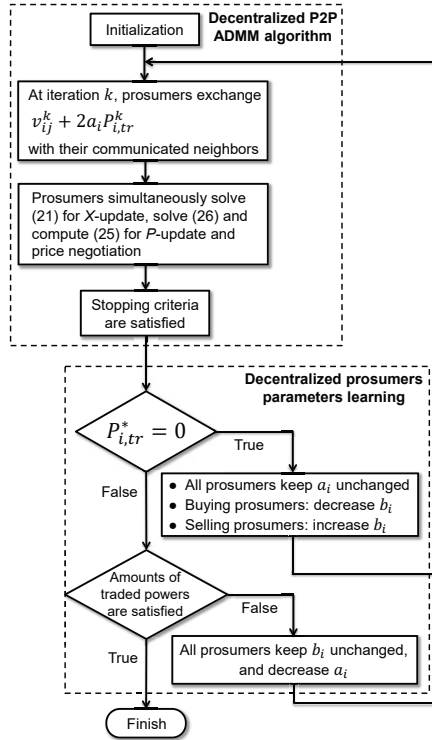 Decentralized P2P
ADMM algorithm
Initialization
At iteration k, prosumers exchange
v_{ij}^k + 2a_iP_{i,tr}^k
with their communicated neighbors
Prosumers simultaneously solve
(21) for X-update, solve (26) and
compute (25) for P-update and
price negotiation
Stopping criteria
are satisfied
Decentralized prosumers
parameters learning
P_{i,tr}^* = 0
True
False
● All prosumers keep a_i unchanged
● Buying prosumers: decrease b_i
● Selling prosumers: increase b_i
Amounts of
traded powers
are satisfied
False
True
All prosumers keep b_i unchanged,
and decrease a_i
Finish